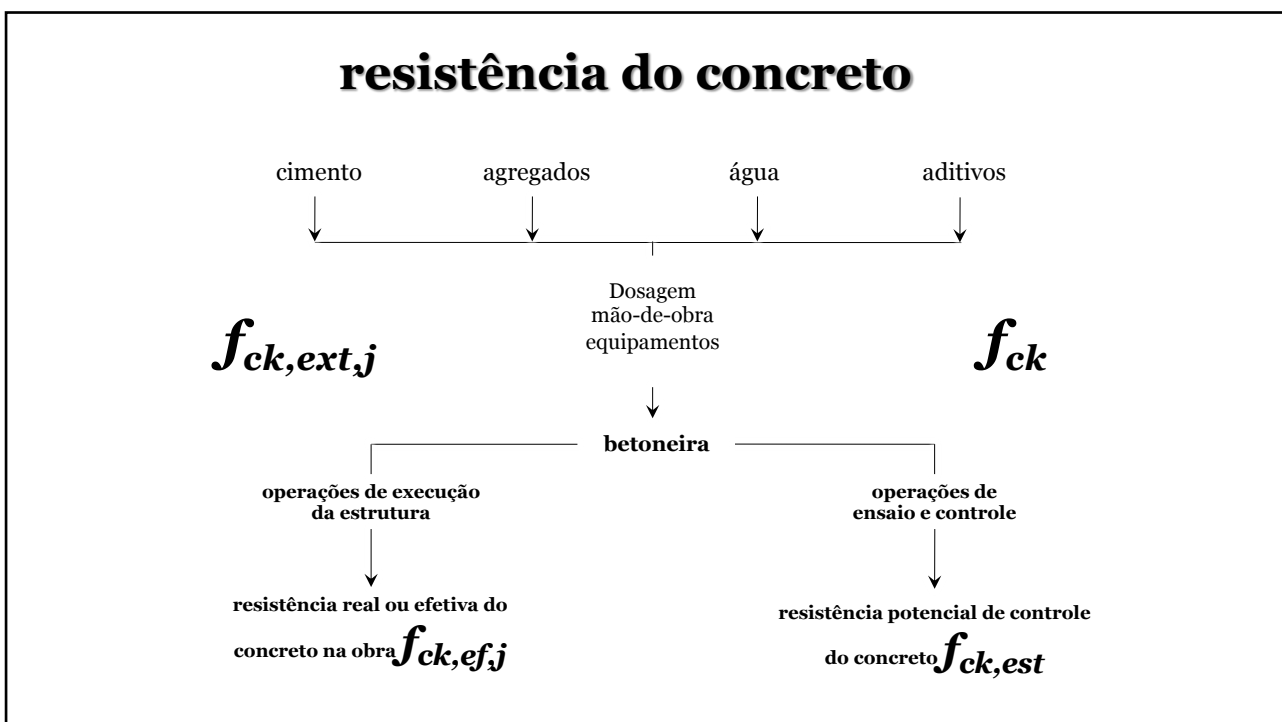 resistência do concreto
cimento agregados água aditivos
Dosagem
mão-de-obra
equipamentos
fck,ext,j fck
betoneira
operações de execução
da estrutura
operações de
ensaio e controle
resistência real ou efetiva do
concreto na obra fck,ef,j
resistência potencial de controle
do concreto fck,est